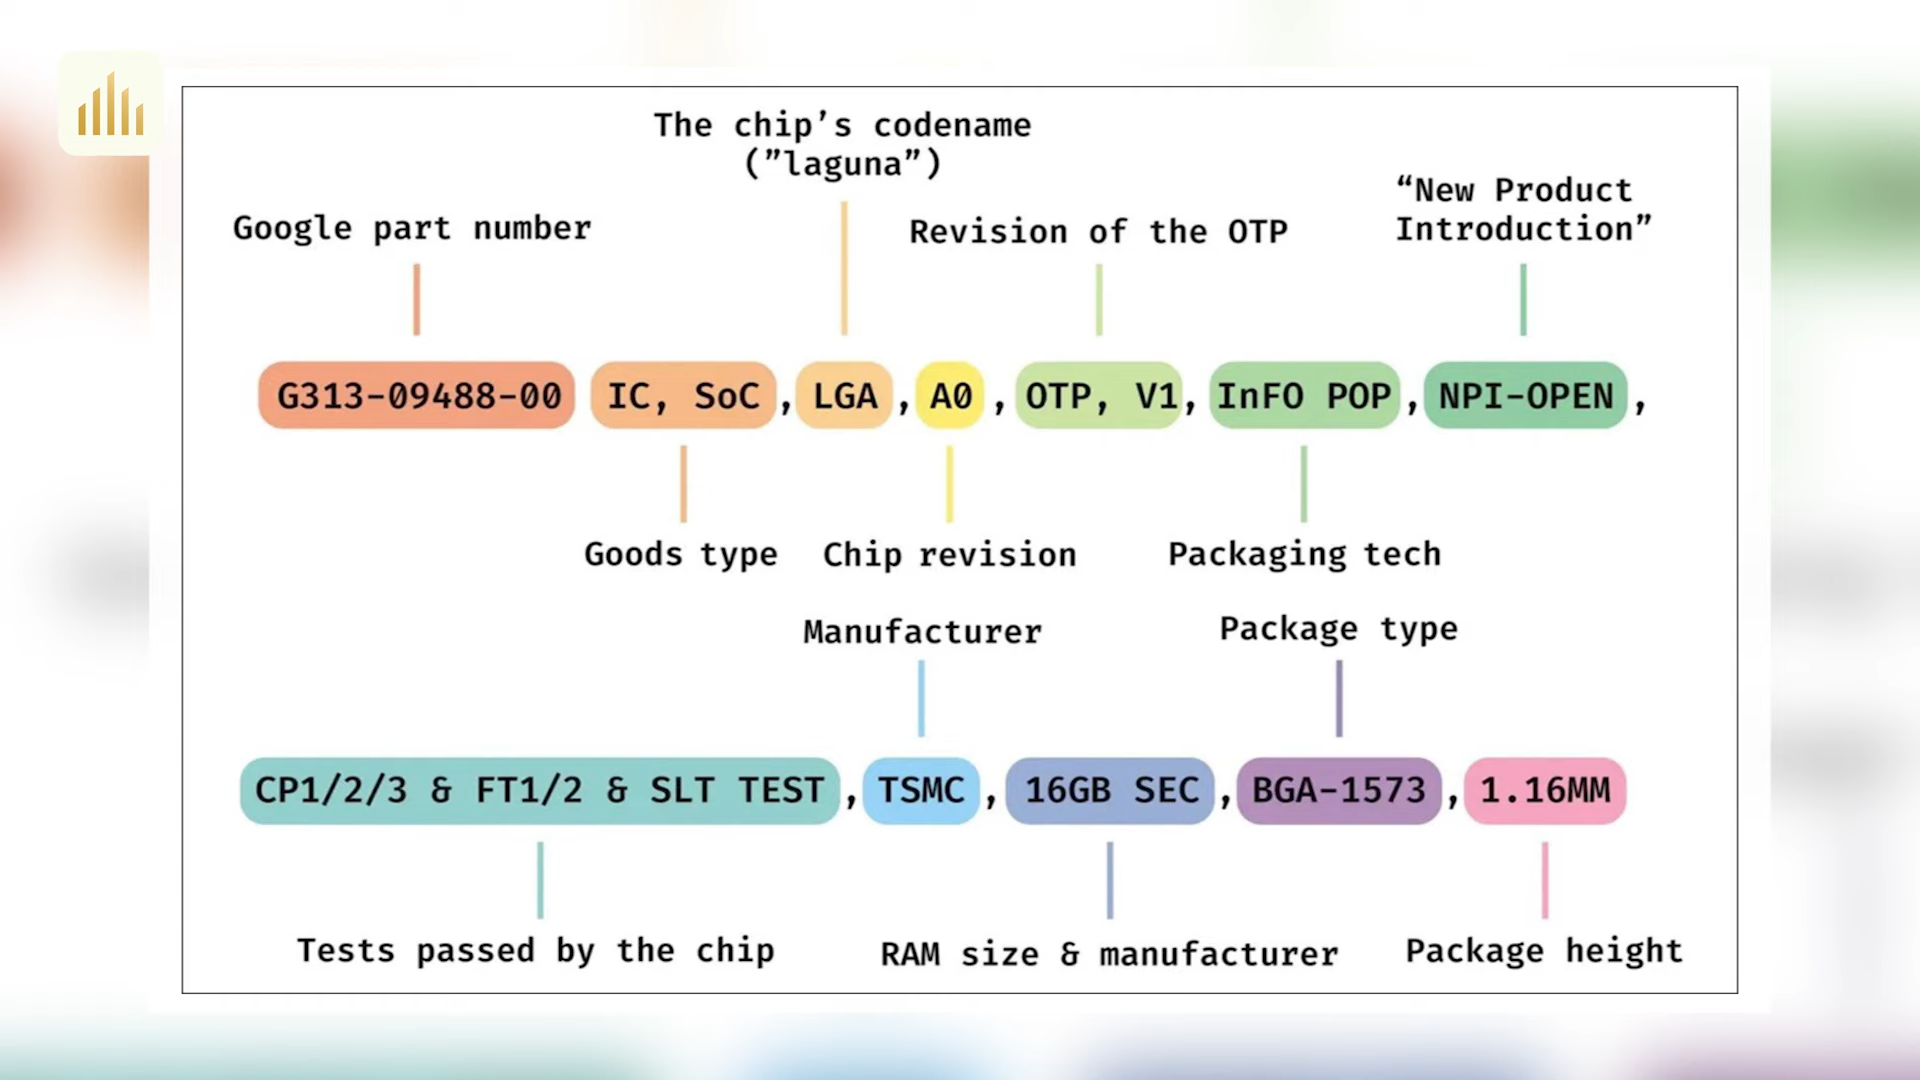 The chip’s codename
(”laguna”)
“New Product
Introduction”
Google part number
Revision of the OTP
G313-09488-00 IC, SoC, LGA, A0, OTP, V1, InFO POP, NPI-OPEN,
Goods type
Chip revision
Packaging tech
Manufacturer
Package type
CP1/2/3 & FT1/2 & SLT TEST, TSMC, 16GB SEC, BGA-1573, 1.16MM
Tests passed by the chip
RAM size & manufacturer
Package height